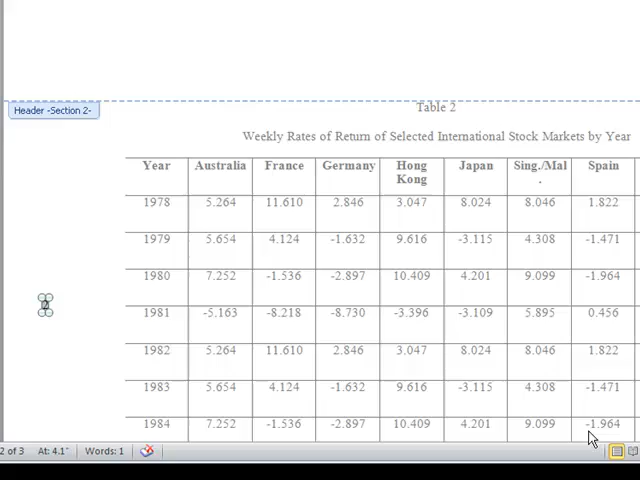 Header -Section 2-
Table 2
Weekly Rates of Return of Selected International Stock Markets by Year
Year Australia France Germany Hong Kong Japan Sing./Mal. Spain
1978 5.264 11.610 2.846 3.047 8.024 8.046 1.822
1979 5.654 4.124 -1.632 9.616 -3.115 4.308 -1.471
1980 7.252 -1.536 -2.897 10.409 4.201 9.099 -1.964
1981 -5.163 -8.218 -8.730 -3.396 -3.109 5.895 0.456
1982 5.264 11.610 2.846 3.047 8.024 8.046 1.822
1983 5.654 4.124 -1.632 9.616 -3.115 4.308 -1.471
1984 7.252 -1.536 -2.897 10.409 4.201 9.099 -1.964
2 of 3 At: 4.1" Words: 1